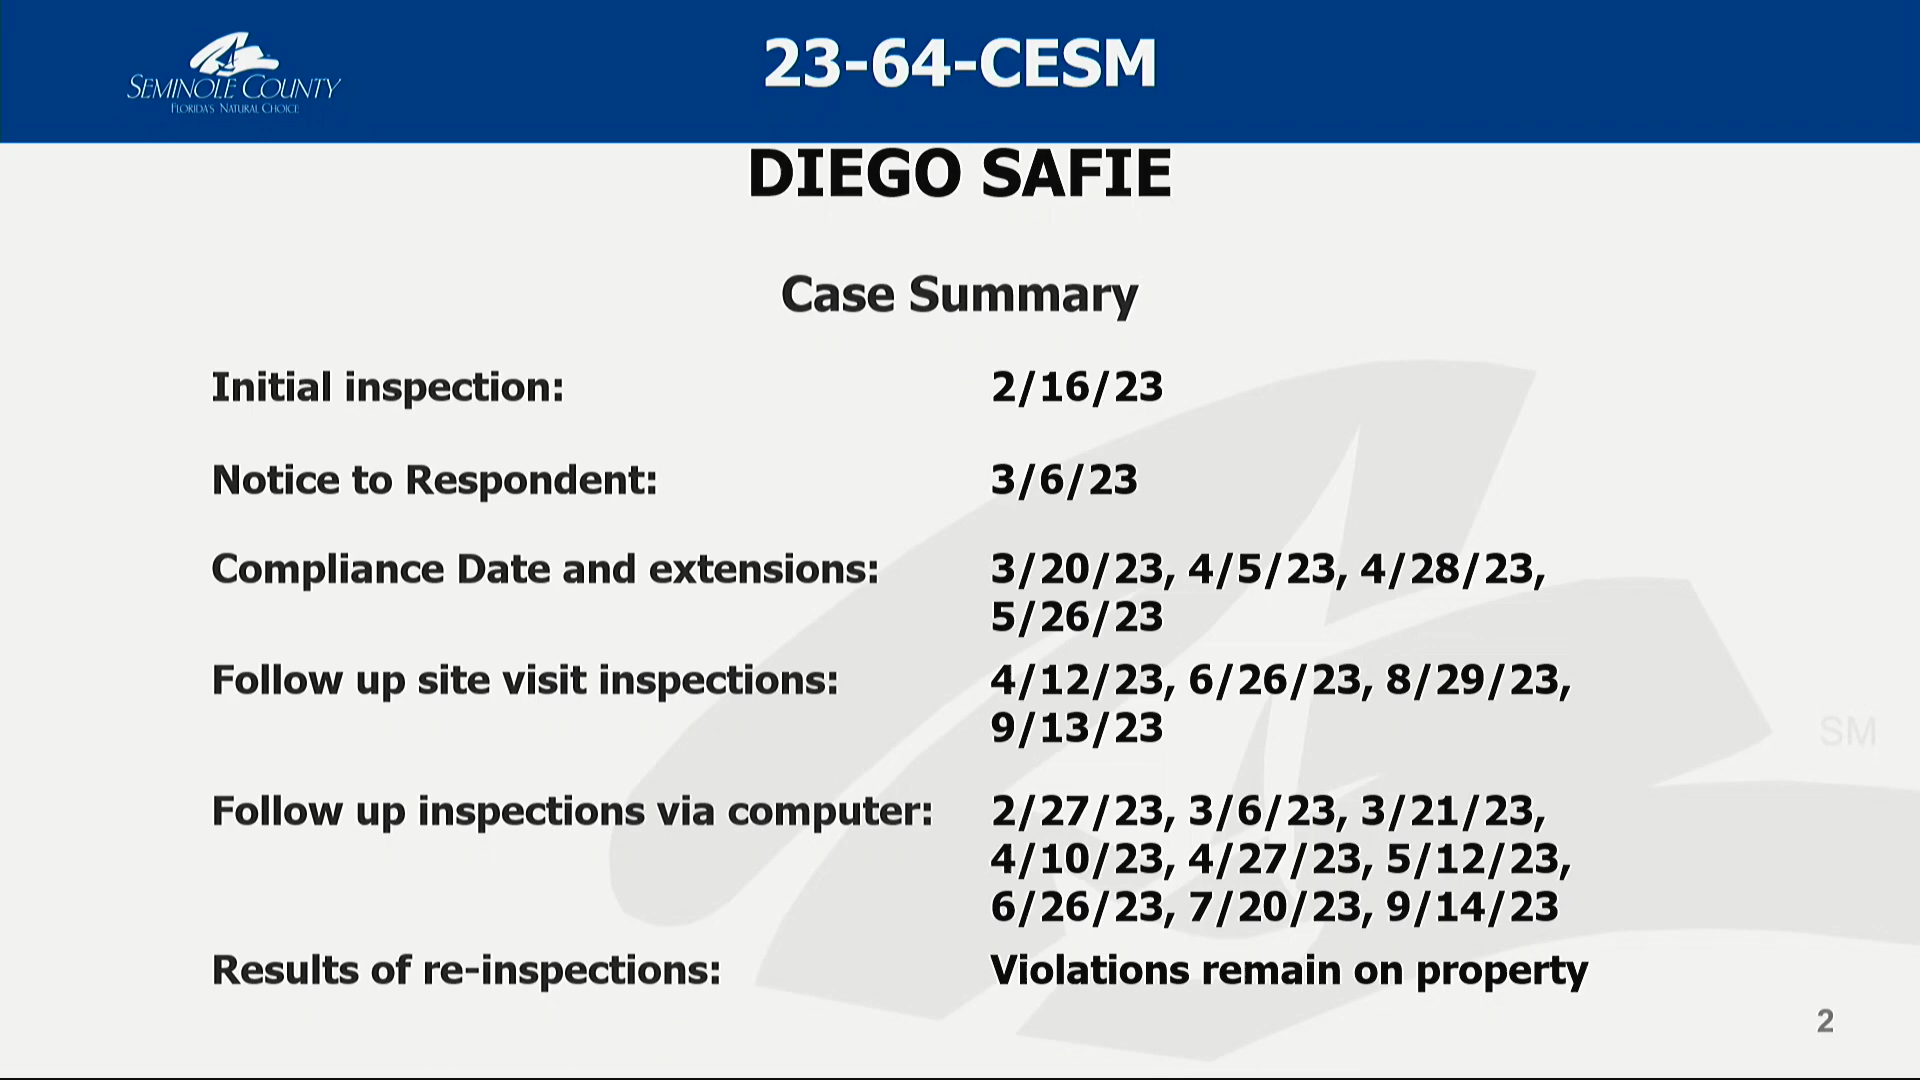 SEMINOLE COUNTY
FLORIDA'S NATURAL CHOICE
23-64-CESM
DIEGO SAFIE
Case Summary
Initial inspection: 2/16/23
Notice to Respondent: 3/6/23
Compliance Date and extensions: 3/20/23, 4/5/23, 4/28/23,
5/26/23
Follow up site visit inspections: 4/12/23, 6/26/23, 8/29/23,
9/13/23
SM
Follow up inspections via computer: 2/27/23, 3/6/23, 3/21/23,
4/10/23, 4/27/23, 5/12/23,
6/26/23, 7/20/23, 9/14/23
Results of re-inspections: Violations remain on property
2